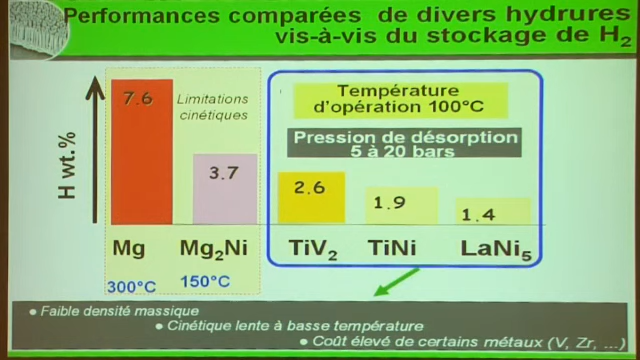 Performances comparées de divers hydrures
vis-à-vis du stockage de H₂
H wt.%
7.6
Limitations
cinétiques
3.7
Température
d'opération 100°C
Pression de désorption
5 à 20 bars
2.6
1.9
1.4
Mg
Mg₂Ni
TiV₂
TiNi
LaNi₅
300°C
150°C
• Faible densité massique
• Cinétique lente à basse température
• Coût élevé de certains métaux (V, Zr, ...)